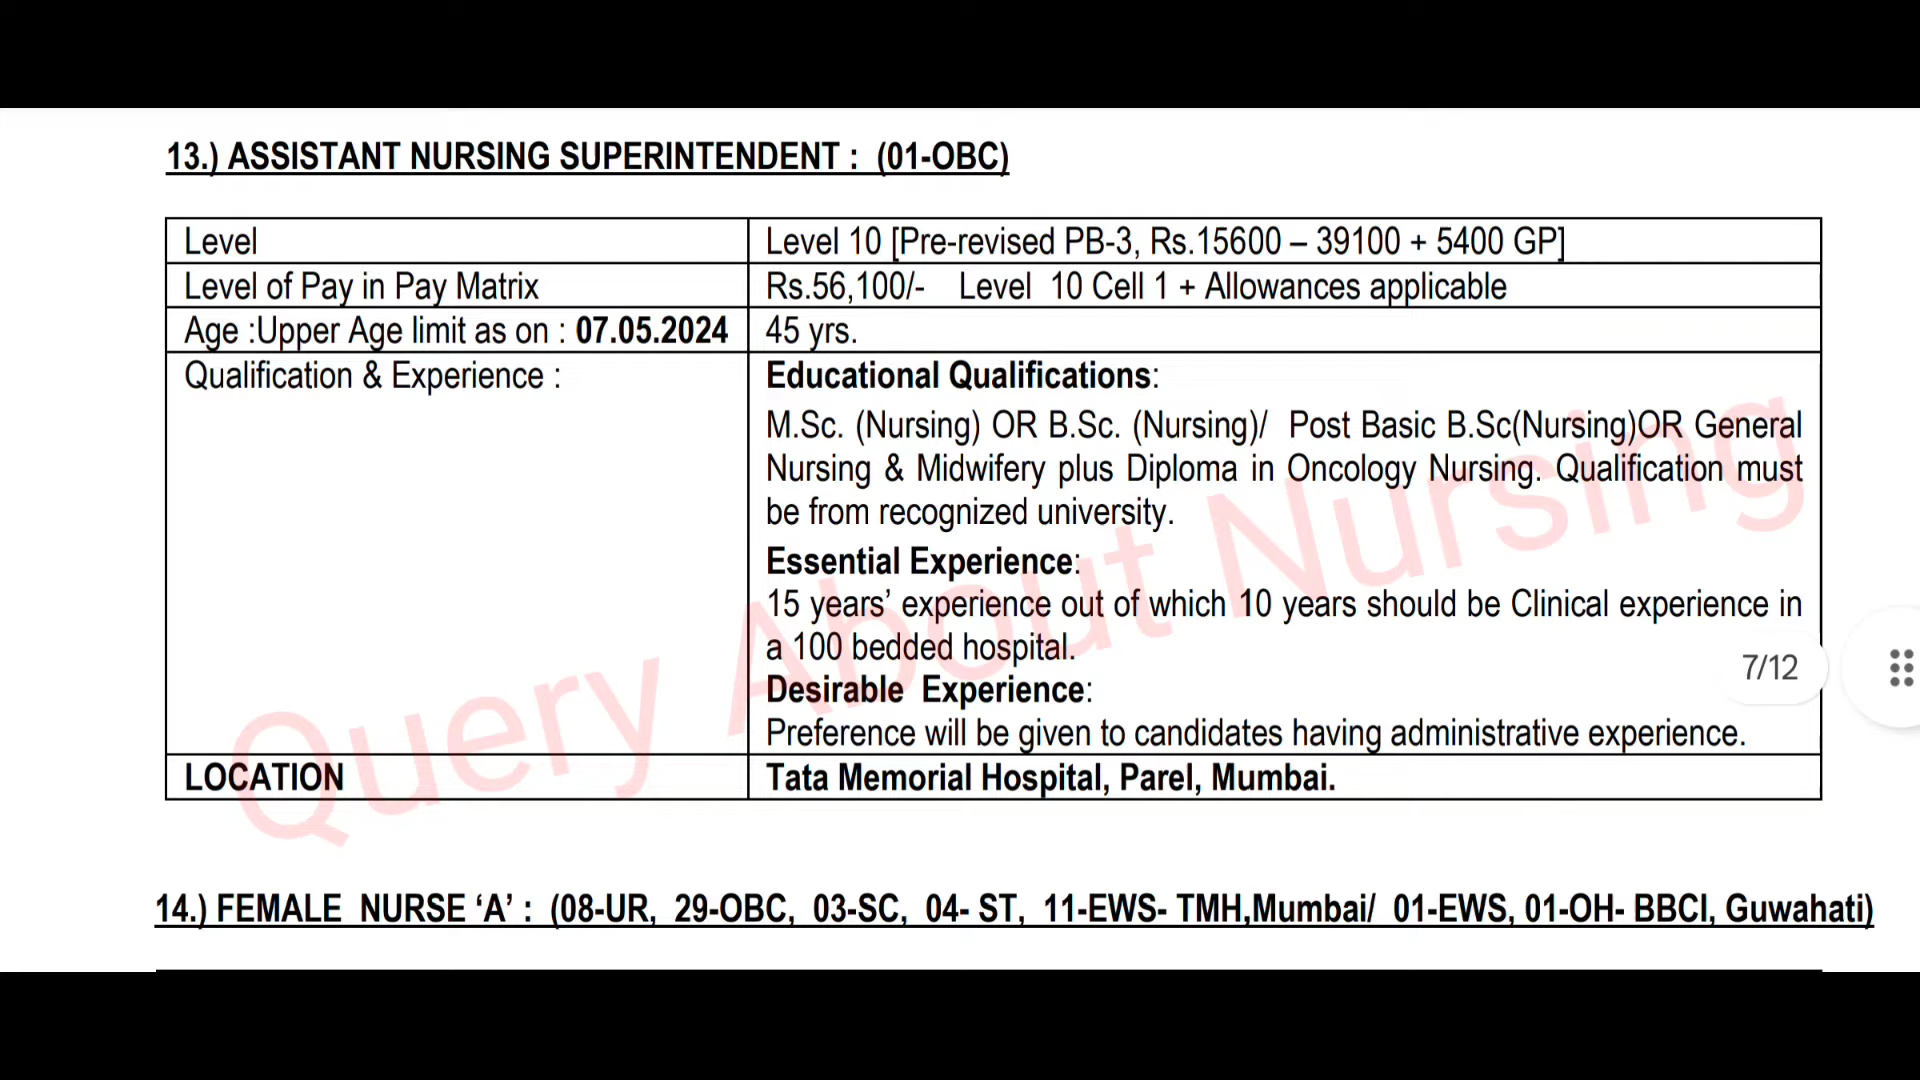 13.) ASSISTANT NURSING SUPERINTENDENT : (01-OBC)
Level
Level 10 [Pre-revised PB-3, Rs.15600 – 39100 + 5400 GP]
Level of Pay in Pay Matrix
Rs.56,100/- Level 10 Cell 1 + Allowances applicable
Age :Upper Age limit as on : 07.05.2024
45 yrs.
Qualification & Experience :
Educational Qualifications:
M.Sc. (Nursing) OR B.Sc. (Nursing)/ Post Basic B.Sc(Nursing)OR General
Nursing & Midwifery plus Diploma in Oncology Nursing. Qualification must
be from recognized university.
Essential Experience:
15 years’ experience out of which 10 years should be Clinical experience in
a 100 bedded hospital.
Desirable Experience:
Preference will be given to candidates having administrative experience.
LOCATION
Tata Memorial Hospital, Parel, Mumbai.
Query About Nursing
7/12
14.) FEMALE NURSE ‘A’ : (08-UR, 29-OBC, 03-SC, 04- ST, 11-EWS- TMH,Mumbai/ 01-EWS, 01-OH- BBCI, Guwahati)